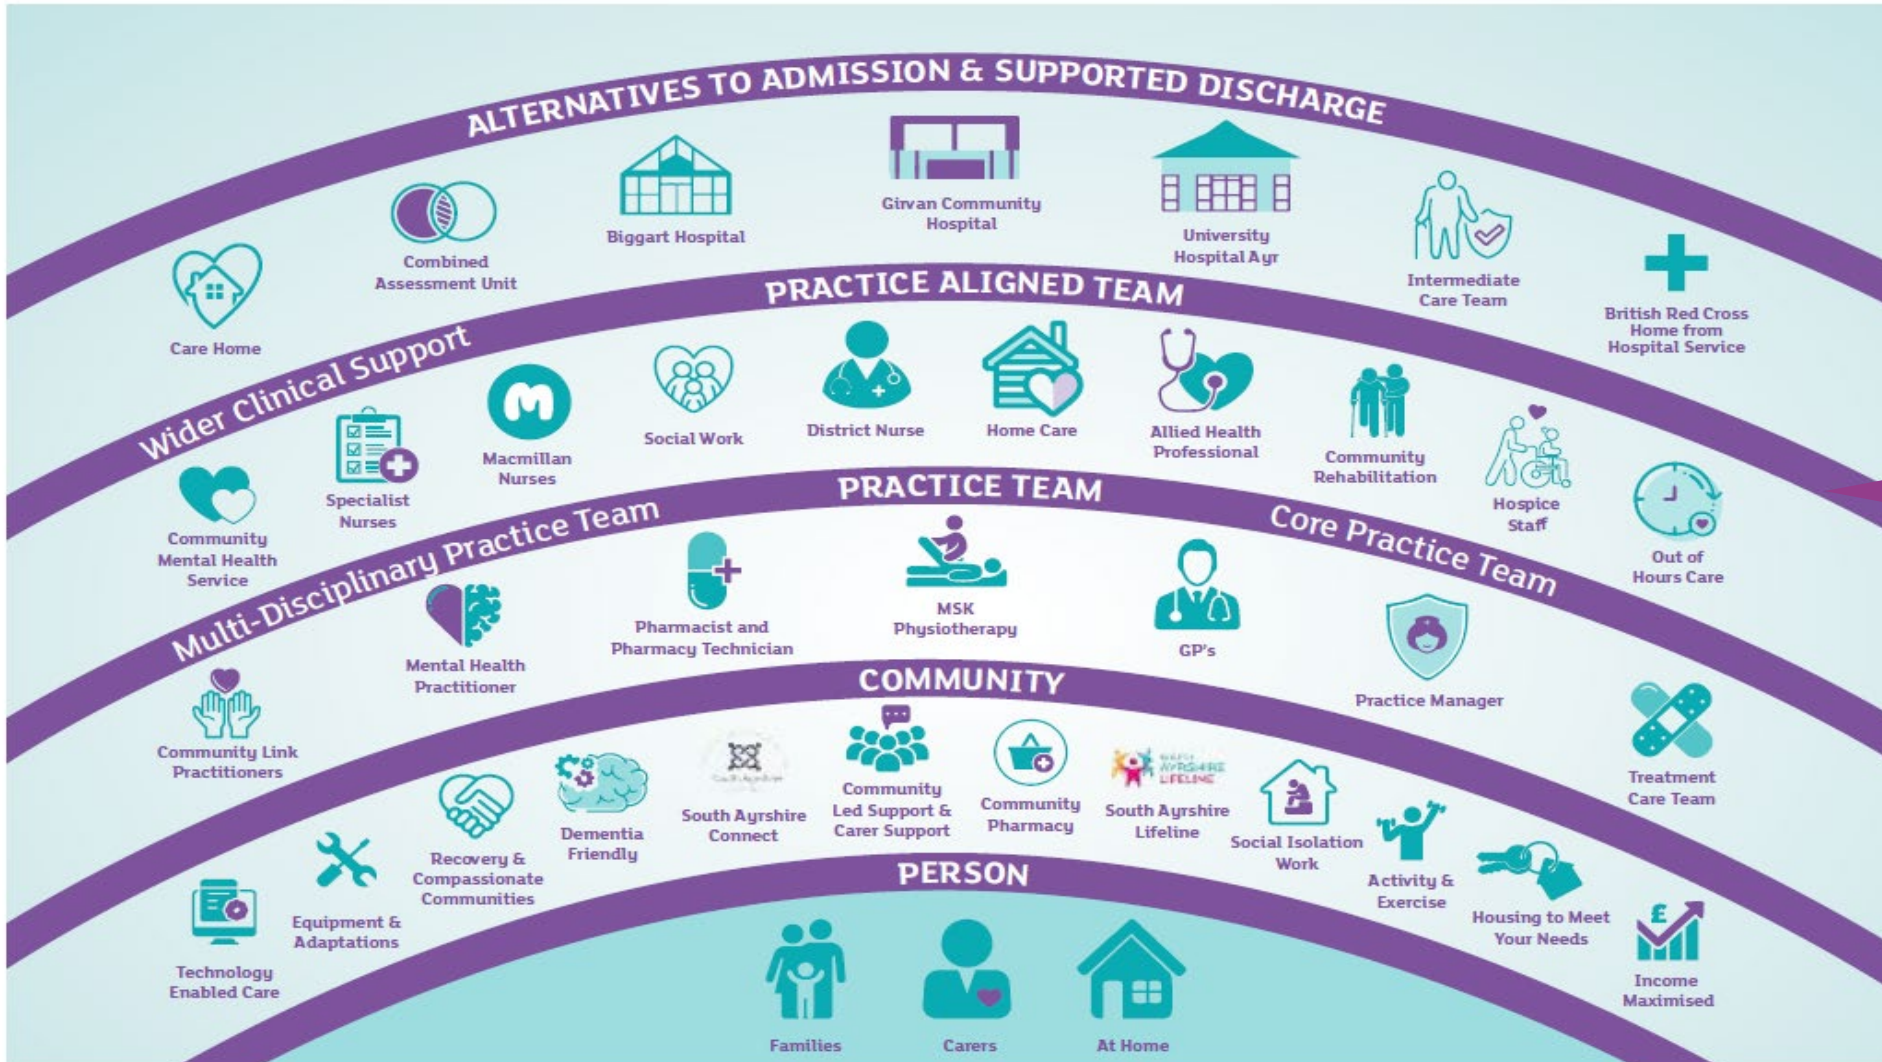 ALTERNATIVES TO ADMISSION & SUPPORTED DISCHARGE
Care Home
Combined
Assessment Unit
Biggart Hospital
Girvan Community
Hospital
University
Hospital Ayr
Intermediate
Care Team
British Red Cross
Home from
Hospital Service
Wider Clinical Support
PRACTICE ALIGNED TEAM
Community
Mental Health
Service
Specialist
Nurses
M
Macmillan
Nurses
Social Work
District Nurse
Home Care
Allied Health
Professional
Community
Rehabilitation
Hospice
Staff
Out of
Hours Care
Multi-Disciplinary Practice Team
PRACTICE TEAM
Core Practice Team
Community Link
Practitioners
Mental Health
Practitioner
Pharmacist and
Pharmacy Technician
MSK
Physiotherapy
GP's
Practice Manager
Treatment
Care Team
COMMUNITY
Technology
Enabled Care
Equipment &
Adaptations
Recovery &
Compassionate
Communities
Dementia
Friendly
South Ayrshire
Connect
Community
Led Support &
Carer Support
Community
Pharmacy
AYRSHIRE
LIFELINE
South Ayrshire
Lifeline
Social Isolation
Work
Activity &
Exercise
Housing to Meet
Your Needs
£
Income
Maximised
PERSON
Families
Carers
At Home